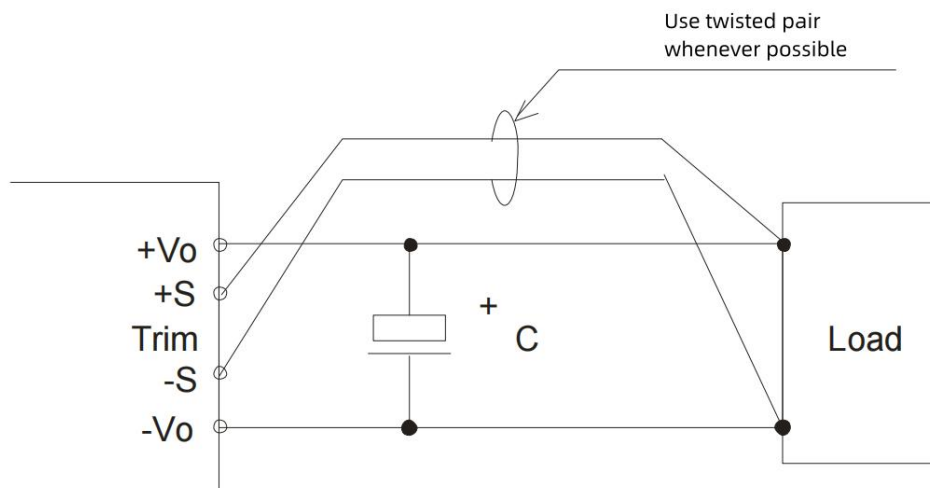 Use twisted pair
whenever possible
+Vo
+S
+
Trim
C
Load
-S
-Vo